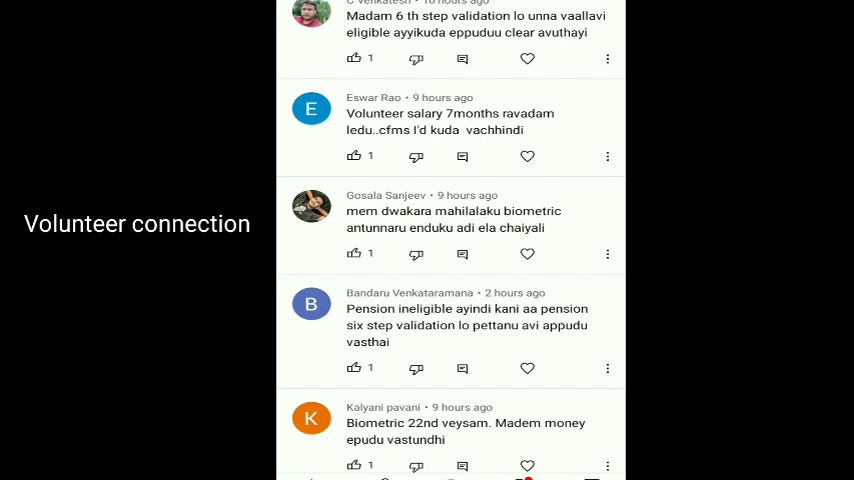 C Venkatesh • 10 hours ago
Madam 6 th step validation lo unna vaallavi
eligible ayyikuda eppuduu clear avuthayi
1
E
Eswar Rao • 9 hours ago
Volunteer salary 7months ravadam
ledu..cfms I'd kuda vachhindi
1
Gosala Sanjeev • 9 hours ago
mem dwakara mahilalaku biometric
antunnaru enduku adi ela chaiyali
1
Volunteer connection
B
Bandaru Venkataramana • 2 hours ago
Pension ineligible ayindi kani aa pension
six step validation lo pettanu avi appudu
vasthai
1
K
Kalyani pavani • 9 hours ago
Biometric 22nd veysam. Madem money
epudu vastundhi
1